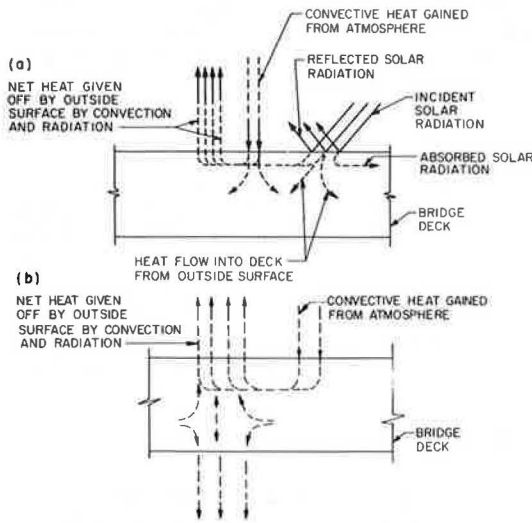 CONVECTIVE HEAT GAINED
FROM ATMOSPHERE
(a)
REFLECTED SOLAR
RADIATION
NET HEAT GIVEN
OFF BY OUTSIDE
SURFACE BY CONVECTION
AND RADIATION
INCIDENT
SOLAR
RADIATION
ABSORBED SOLAR
RADIATION
BRIDGE
DECK
HEAT FLOW INTO DECK
FROM OUTSIDE SURFACE
(b)
NET HEAT GIVEN
OFF BY OUTSIDE
SURFACE BY CONVECTION
AND RADIATION
CONVECTIVE HEAT GAINED
FROM ATMOSPHERE
BRIDGE
DECK